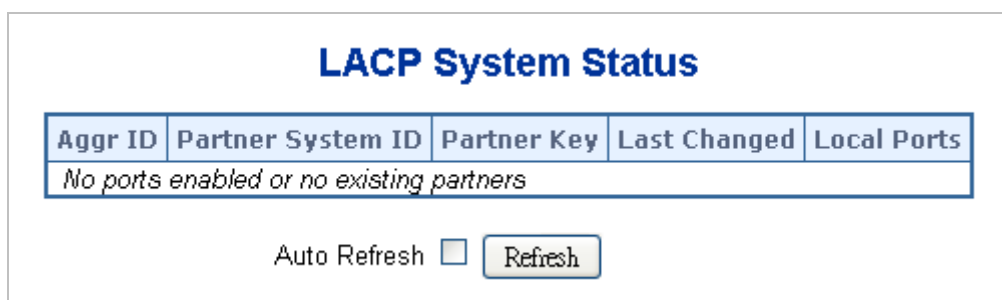 LACP System Status
Aggr ID Partner System ID Partner Key Last Changed Local Ports
No ports enabled or no existing partners
Auto Refresh Refresh